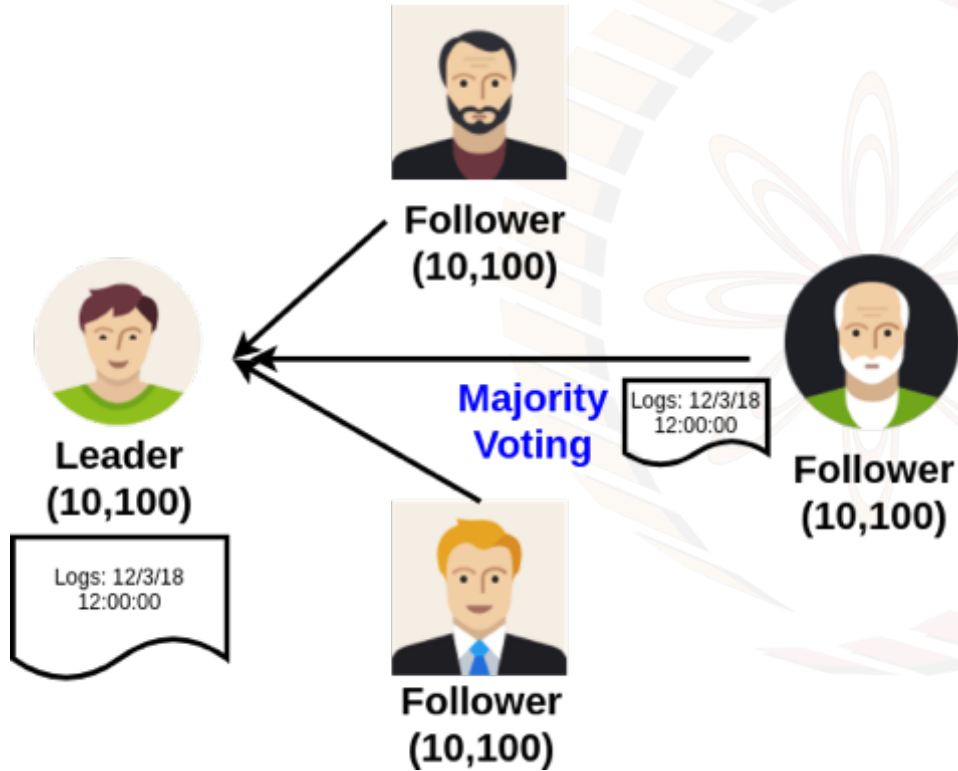 Follower
(10,100)
Leader
(10,100)
Logs: 12/3/18
12:00:00
Majority
Voting
Logs: 12/3/18
12:00:00
Follower
(10,100)
Follower
(10,100)